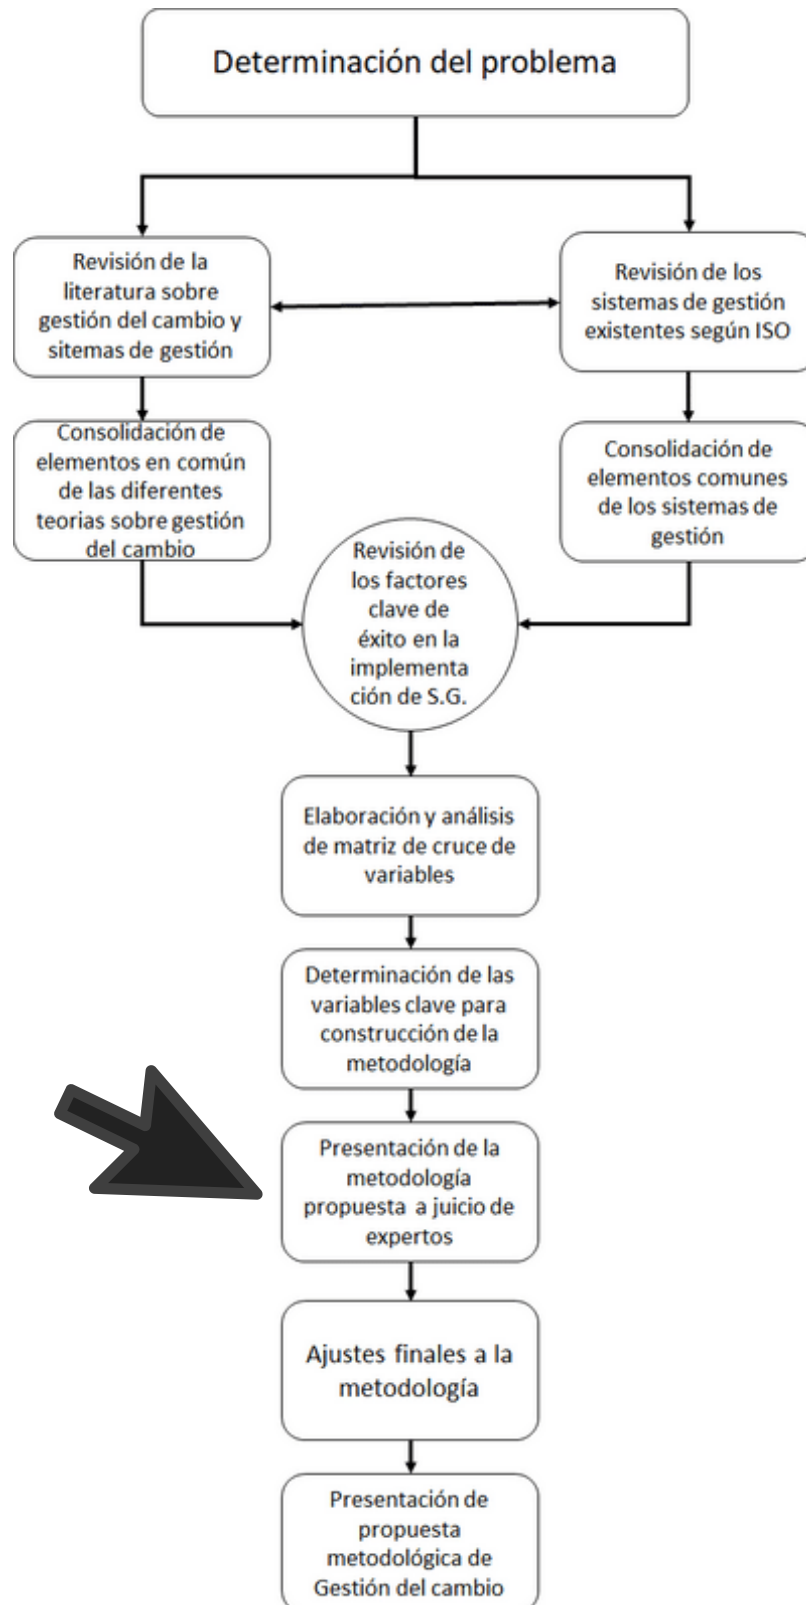 Determinación del problema
Revisión de la
literatura sobre
gestión del cambio y
sitemas de gestión
Revisión de los
sistemas de gestión
existentes según ISO
Consolidación de
elementos en común
de las diferentes
teorias sobre gestión
del cambio
Consolidación de
elementos comunes
de los sistemas de
gestión
Revisión de
los factores
clave de
éxito en la
implementa
ción de S.G.
Elaboración y análisis
de matriz de cruce de
variables
Determinación de las
variables clave para
construcción de la
metodología
Presentación de la
metodología
propuesta a juicio de
expertos
Ajustes finales a la
metodología
Presentación de
propuesta
metodológica de
Gestión del cambio